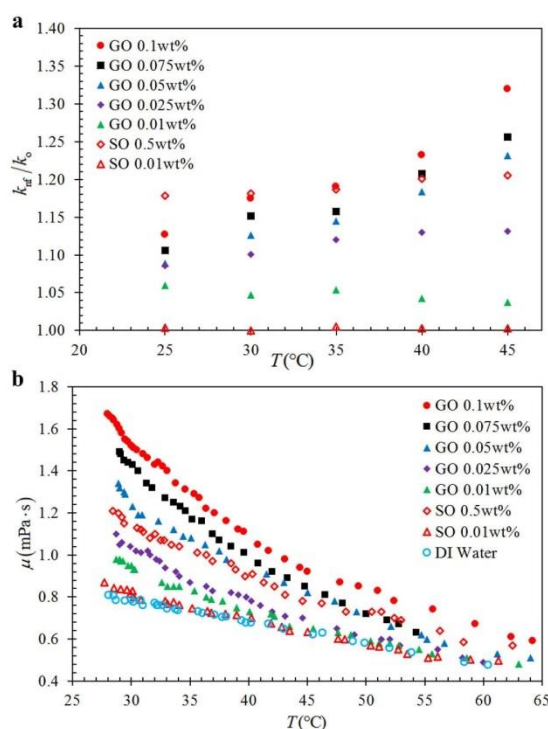 a
1.40
1.35
1.30
1.25
1.20
1.15
1.10
1.05
1.00
k_nf/k_o
GO 0.1wt%
GO 0.075wt%
GO 0.05wt%
GO 0.025wt%
GO 0.01wt%
SO 0.5wt%
SO 0.01wt%
20 25 30 35 40 45
T(°C)
b
1.8
1.6
1.4
1.2
1.0
0.8
0.6
0.4
μ(mPa·s)
GO 0.1wt%
GO 0.075wt%
GO 0.05wt%
GO 0.025wt%
GO 0.01wt%
SO 0.5wt%
SO 0.01wt%
DI Water
25 30 35 40 45 50 55 60 65
T(°C)